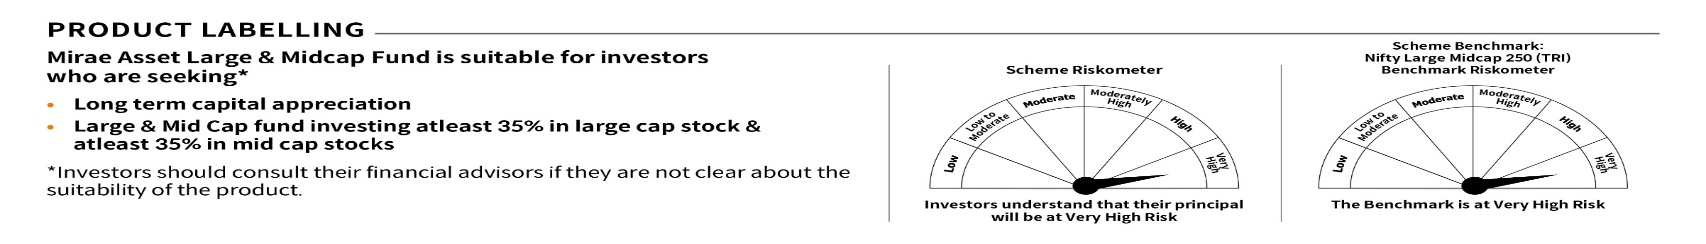 PRODUCT LABELLING
Mirae Asset Large & Midcap Fund is suitable for investors
who are seeking*
• Long term capital appreciation
• Large & Mid Cap fund investing atleast 35% in large cap stock &
atleast 35% in mid cap stocks
*Investors should consult their financial advisors if they are not clear about the
suitability of the product.
Scheme Riskometer
Low
Low to
Moderate
Moderate
Moderately
High
High
Very
High
Investors understand that their principal
will be at Very High Risk
Scheme Benchmark:
Nifty Large Midcap 250 (TRI)
Benchmark Riskometer
Low
Low to
Moderate
Moderate
Moderately
High
High
Very
High
The Benchmark is at Very High Risk